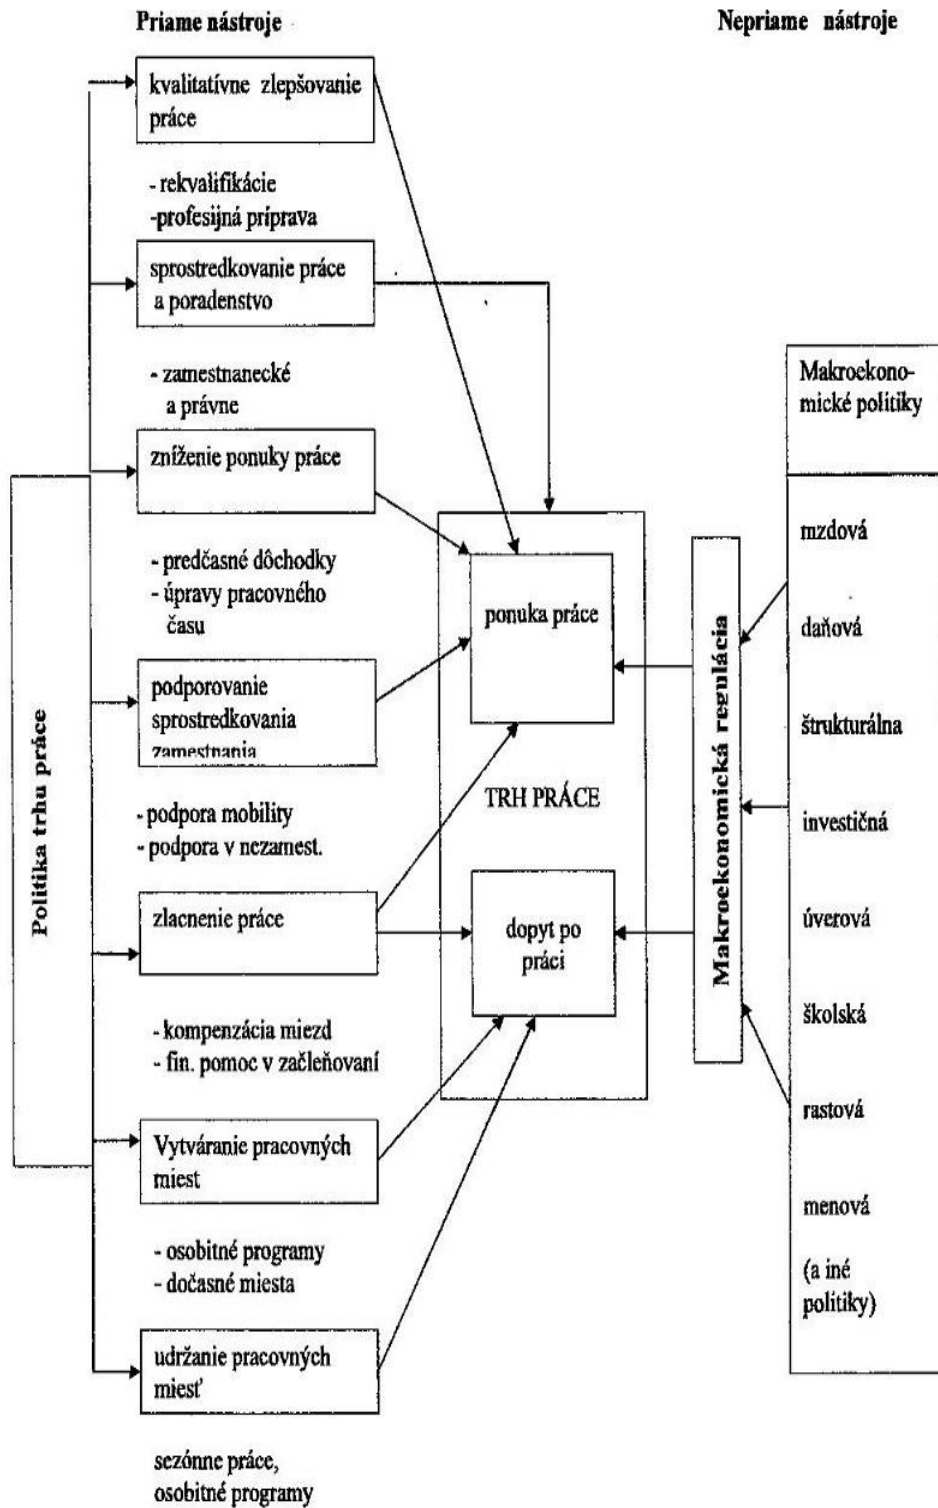 Priame nástroje
Nepriame nástroje
kvalitatívne zlepšovanie
práce
- rekvalifikácie
-profesijná príprava
sprostredkovanie práce
a poradenstvo
- zamestnanecké
a právne
zníženie ponuky práce
- predčasné dôchodky
- úpravy pracovného
času
podporovanie
sprostredkovania
zamestnania
- podpora mobility
- podpora v nezamest.
zlacnenie práce
- kompenzácia miezd
- fin. pomoc v začleňovaní
Vytváranie pracovných
miest
- osobitné programy
- dočasné miesta
udržanie pracovných
miesť
sezónne práce,
osobitné programy
Politika trhu práce
ponuka práce
TRH PRÁCE
dopyt po
práci
Makroekonomická regulácia
Makroekono-
mické politiky
mzdová
daňová
štrukturálna
investičná
úverová
školská
rastová
menová
(a iné
politiky)